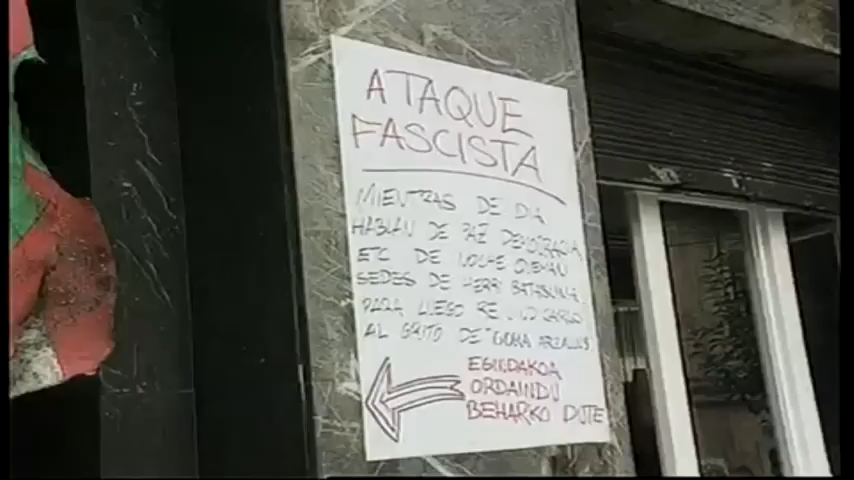 ATAQUE
FASCISTA
MIENTRAS DE DIA
HABLAN DE PAZ DEMOCRACIA
ETC DE NOCHE QUEMAN
SEDES DE HERRI BATASUNA
PARA LUEGO
AL GRITO DE "GORA ARZALLUS
EGINDAKOA
ORDAINDU
BEHARKO DUTE